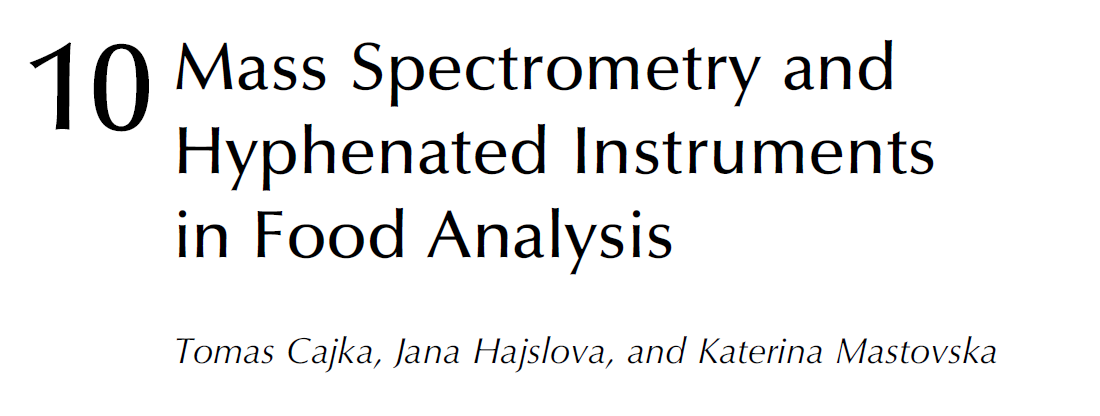 10 Mass Spectrometry and
Hyphenated Instruments
in Food Analysis
Tomas Cajka, Jana Hajslova, and Katerina Mastovska